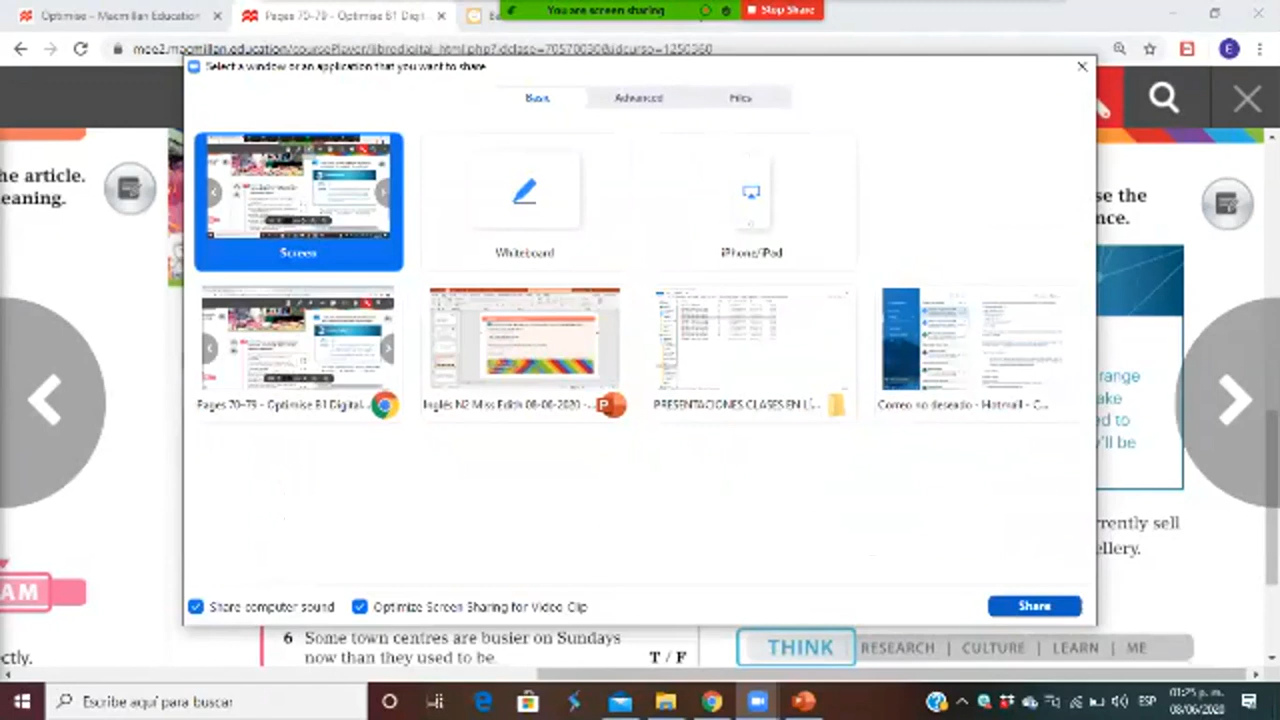 Optimise - Macmillan Education
Pages 70-79 - Optimise B1 Digit
You are screen sharing
Stop Share
E
Select a window or an application that you want to share
Basic
Advanced
Files
he article.
eaning.
se the
nce.
Screen
Whiteboard
iPhone/iPad
Pages 70-79 - Optimise B1 Digital...
Inglés N2 Miss Edith 08-06-2020 -...
PRESENTACIONES CLASES EN LÍ...
Correo no deseado - Hotmail - C...
range
ake
d to
'll be
rrently sell
ellery.
AM
Share computer sound
Optimize Screen Sharing for Video Clip
Share
6 Some town centres are busier on Sundays
now than they used to be.
T / F
THINK RESEARCH | CULTURE | LEARN | ME
ctly.
Escribe aquí para buscar
ESP
01:25 p. m.
08/06/2020